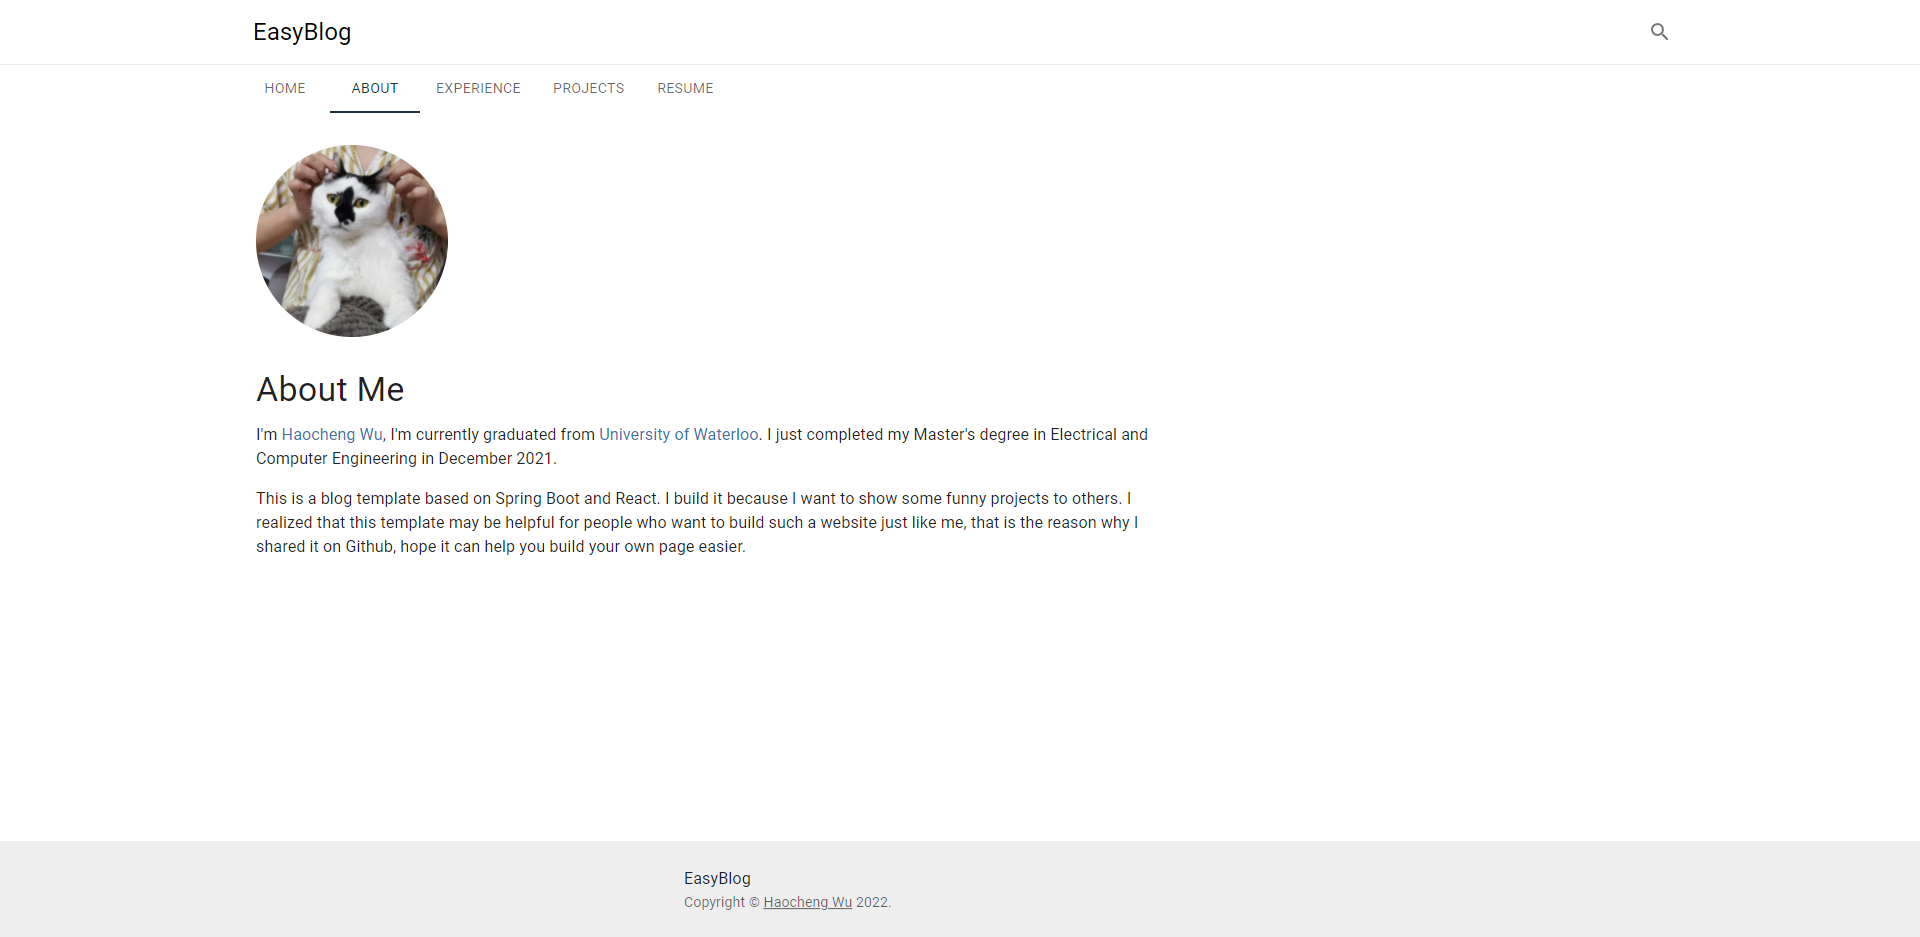 EasyBlog
HOME ABOUT EXPERIENCE PROJECTS RESUME
About Me
I'm Haocheng Wu, I'm currently graduated from University of Waterloo. I just completed my Master's degree in Electrical and
Computer Engineering in December 2021.
This is a blog template based on Spring Boot and React. I build it because I want to show some funny projects to others. I
realized that this template may be helpful for people who want to build such a website just like me, that is the reason why I
shared it on Github, hope it can help you build your own page easier.
EasyBlog
Copyright © Haocheng Wu 2022.